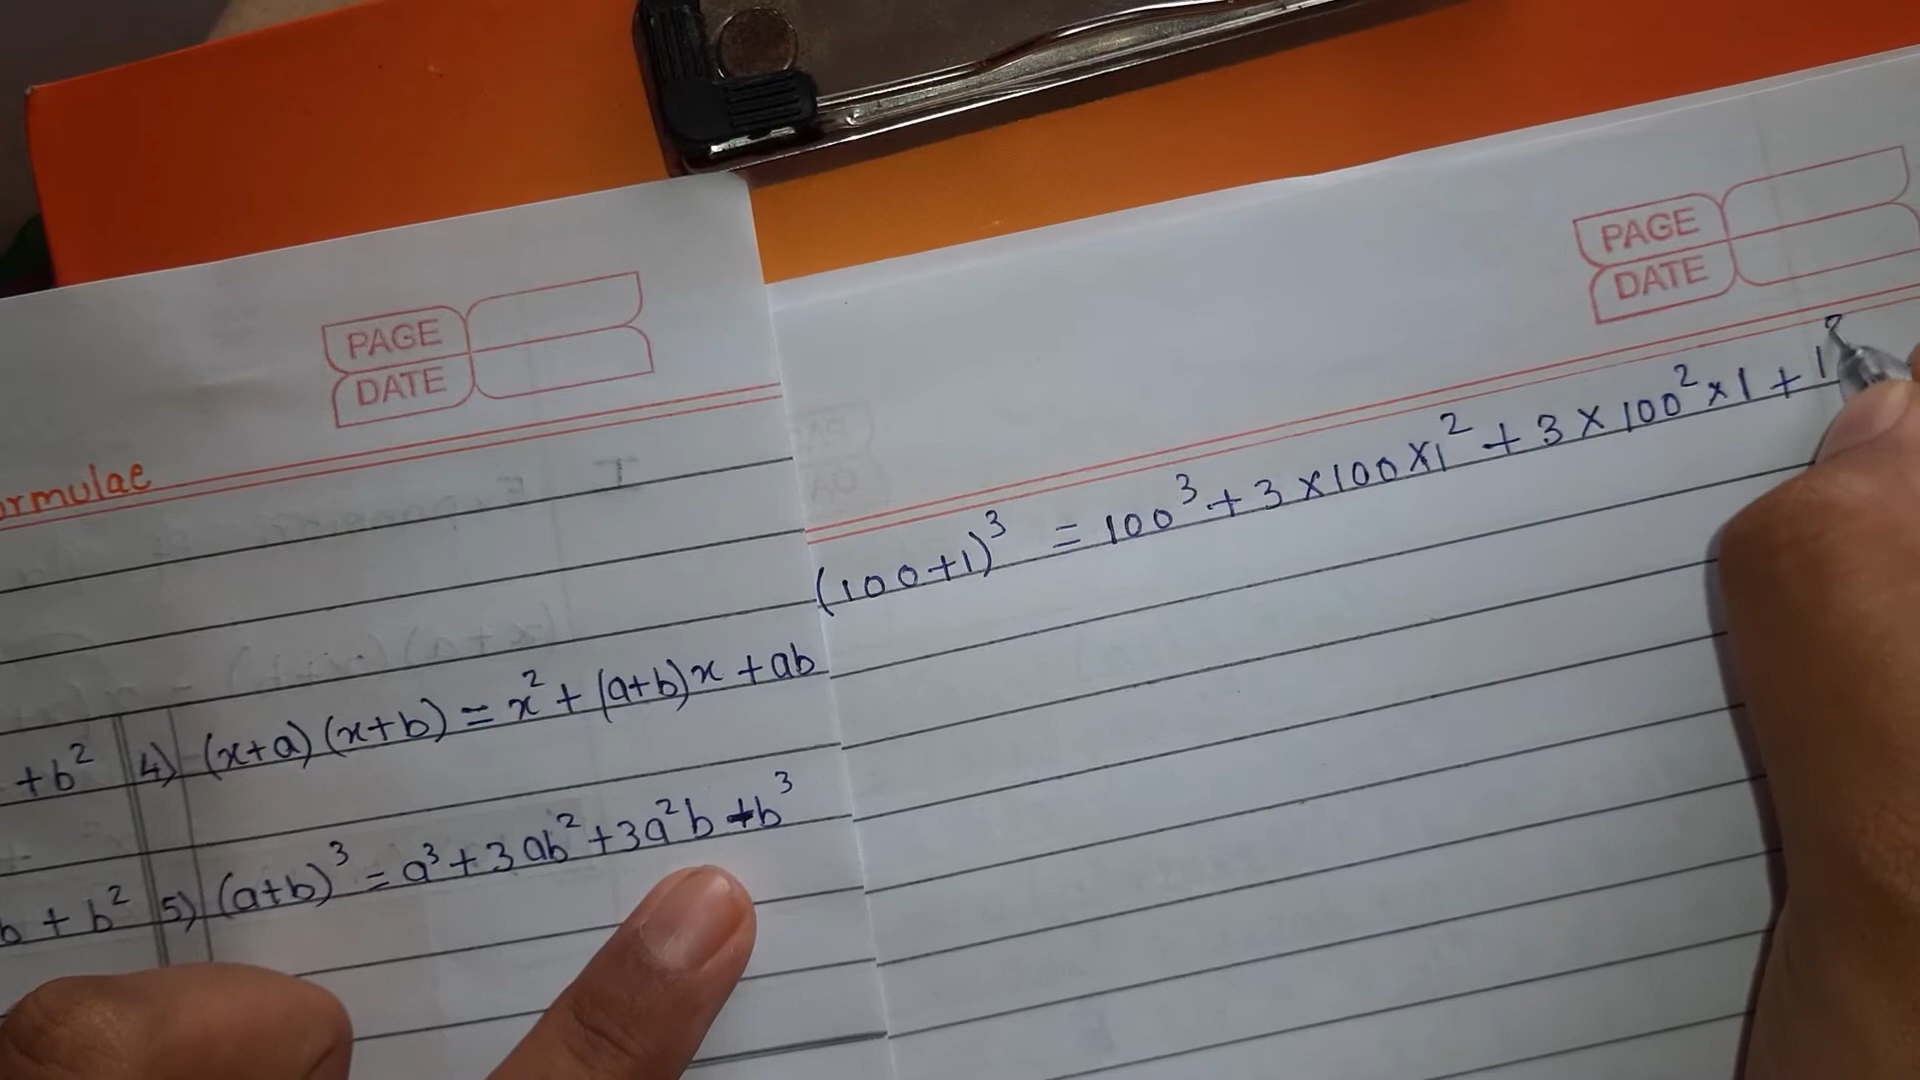 PAGE
DATE
PAGE
DATE
ormulae
+b² 4) (x+a)(x+b) = x² + (a+b)x + ab
b + b² 5) (a+b)³ = a³ + 3ab² + 3a²b + b³
(100+1)³ = 100³ + 3×100×1² + 3×100²×1 + 1